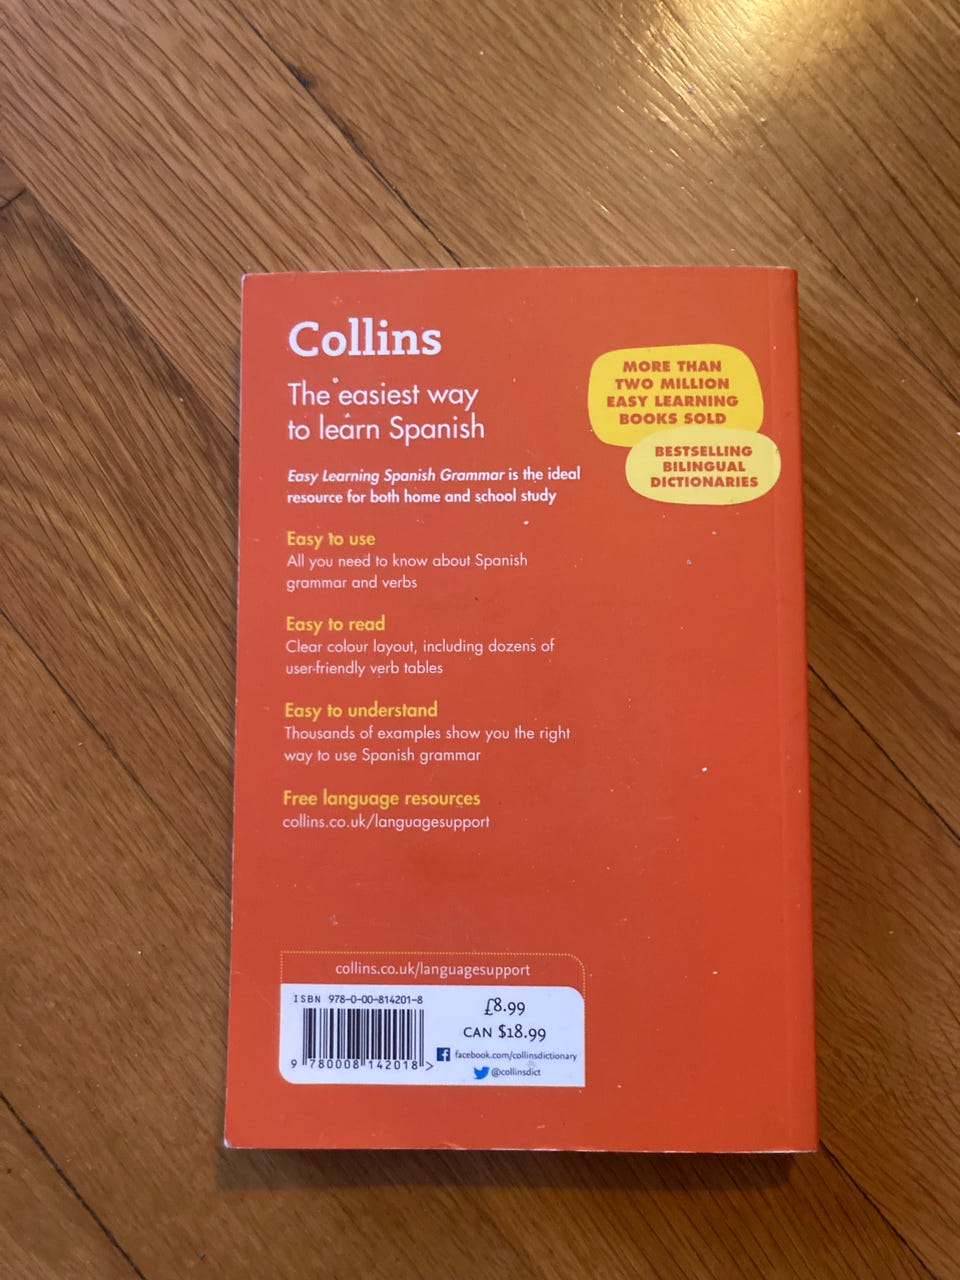 Collins
The easiest way
to learn Spanish
Easy Learning Spanish Grammar is the ideal
resource for both home and school study
Easy to use
All you need to know about Spanish
grammar and verbs
Easy to read
Clear colour layout, including dozens of
user-friendly verb tables
Easy to understand
Thousands of examples show you the right
way to use Spanish grammar
Free language resources
collins.co.uk/languagesupport
MORE THAN
TWO MILLION
EASY LEARNING
BOOKS SOLD
BESTSELLING
BILINGUAL
DICTIONARIES
collins.co.uk/languagesupport
ISBN 978-0-00-814201-8
9 780008 142018 >
£8.99
CAN $18.99
facebook.com/collinsdictionary
@collinsdict